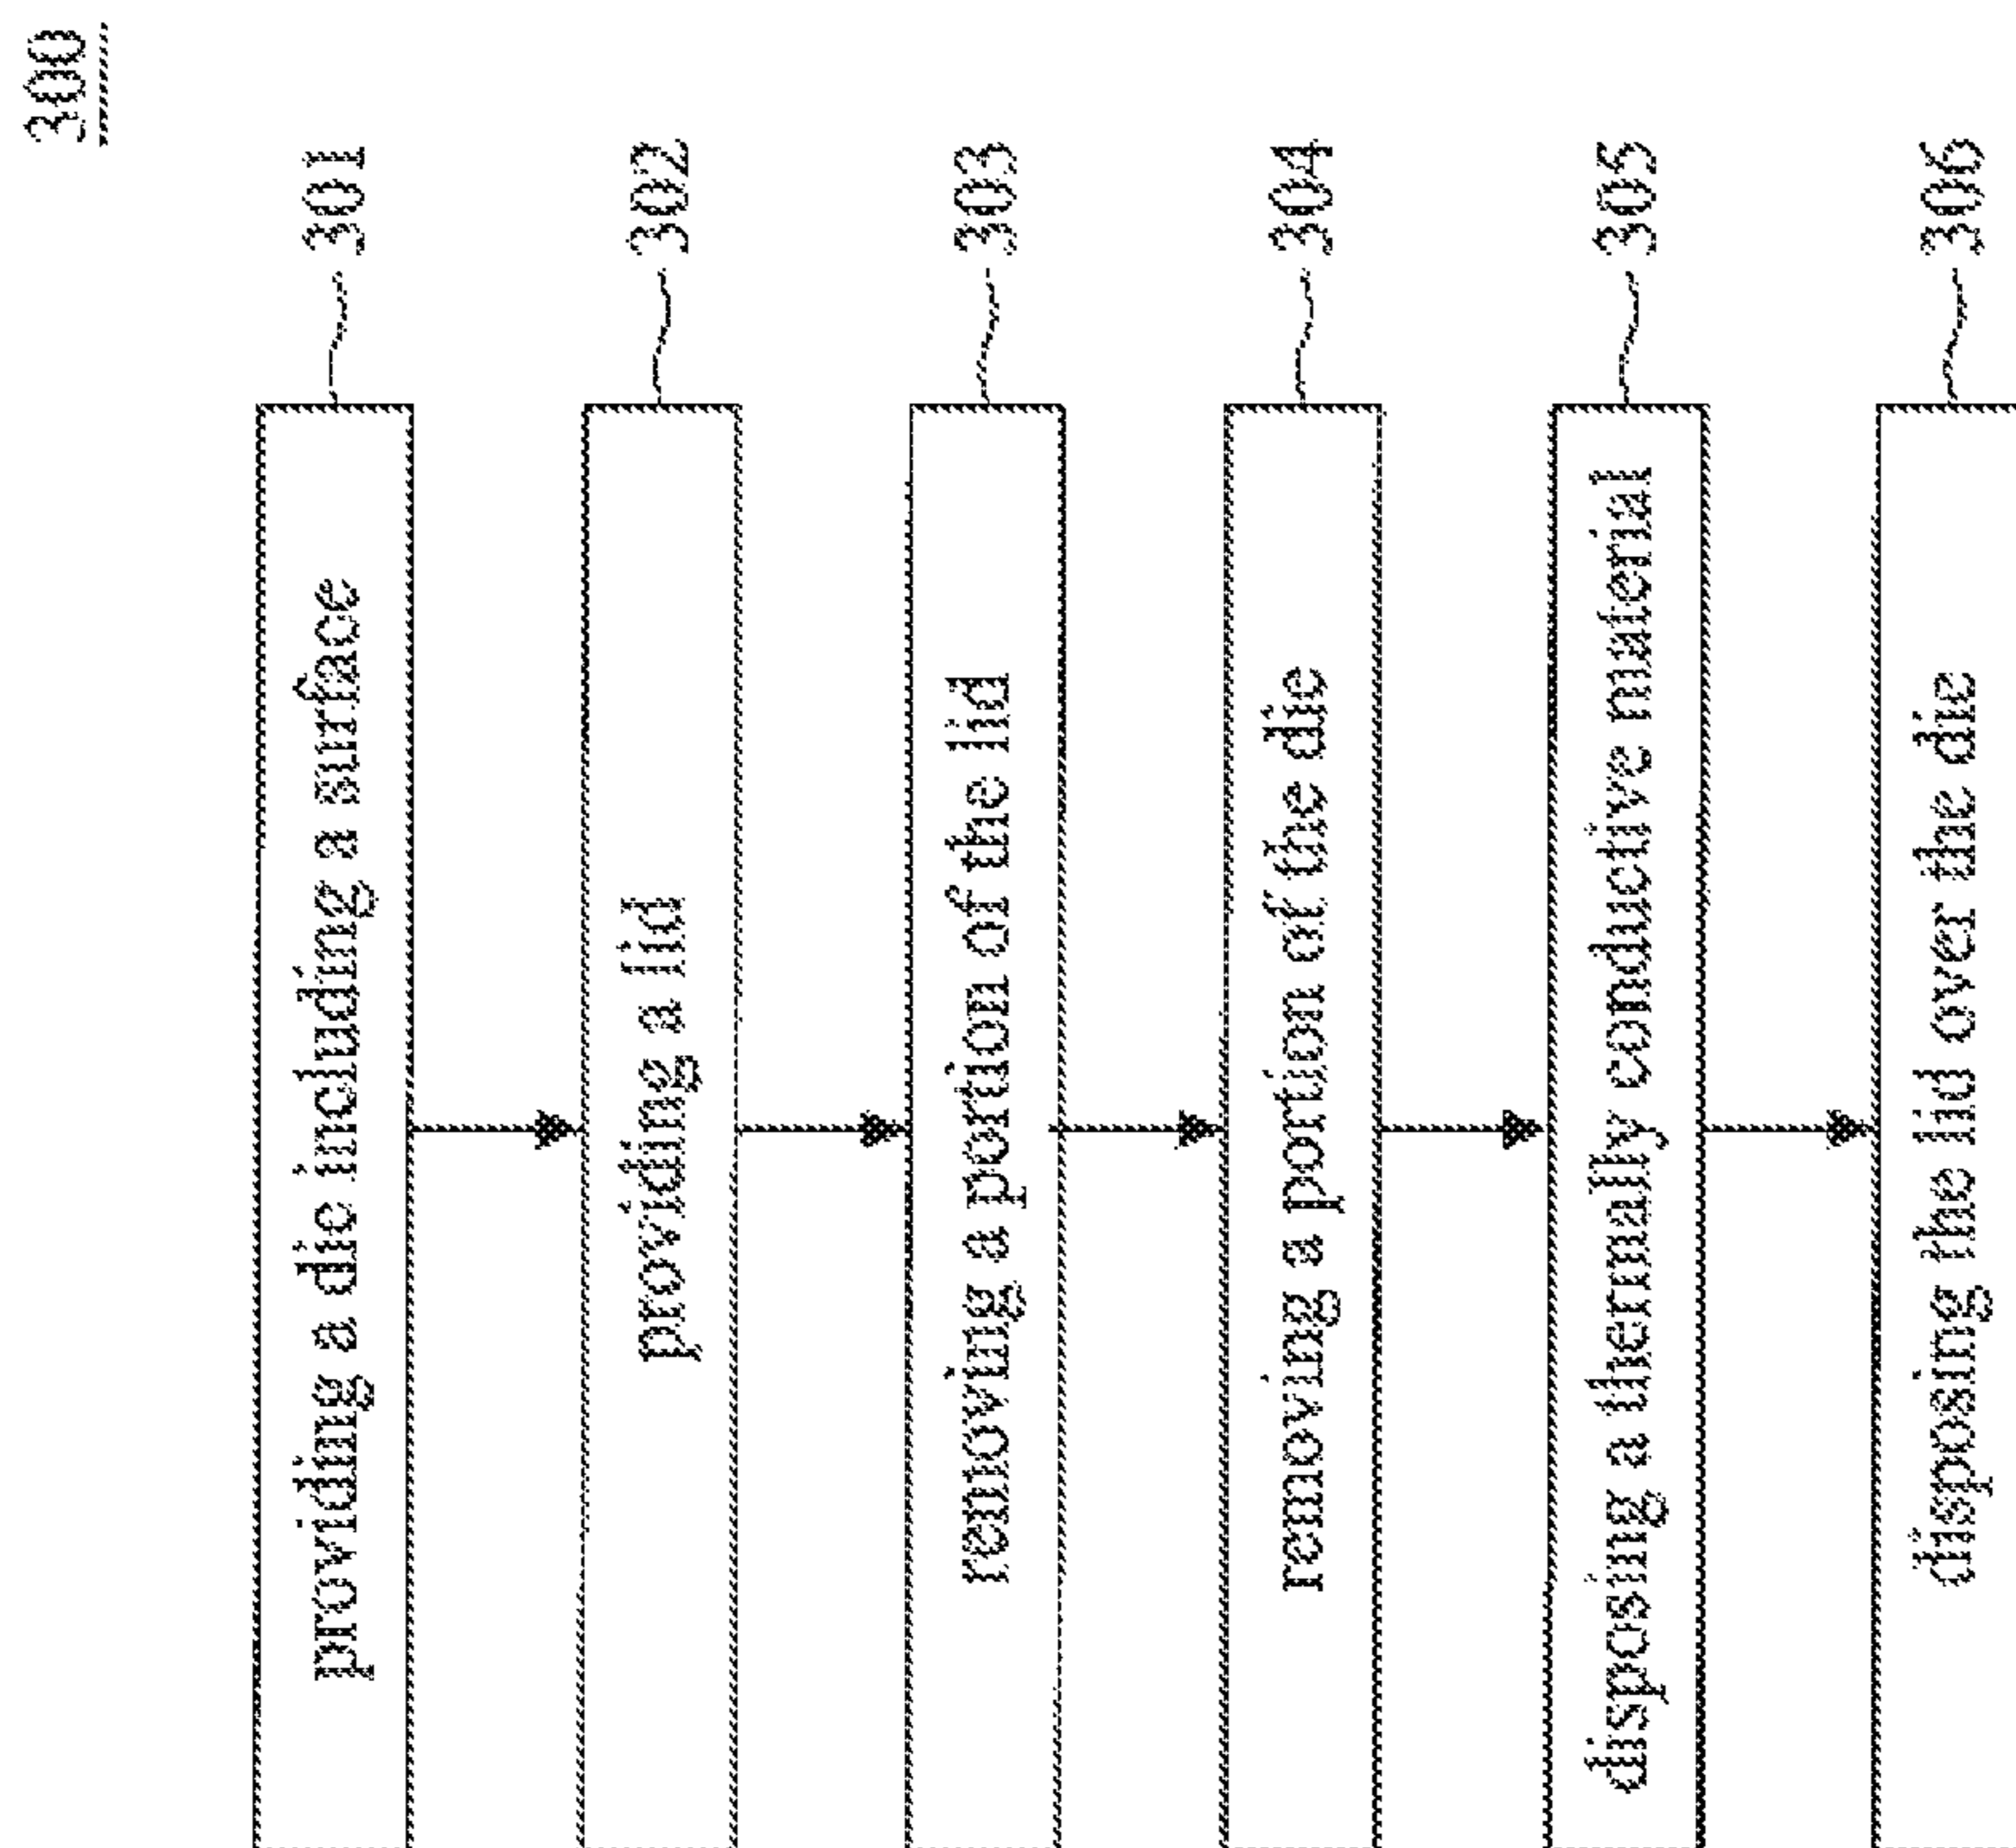 300
providing a die including a surface 301
providing a lid 302
removing a portion of the lid 303
removing a portion of the die 304
disposing a themally conductive material 305
disposing the lid over the die 306